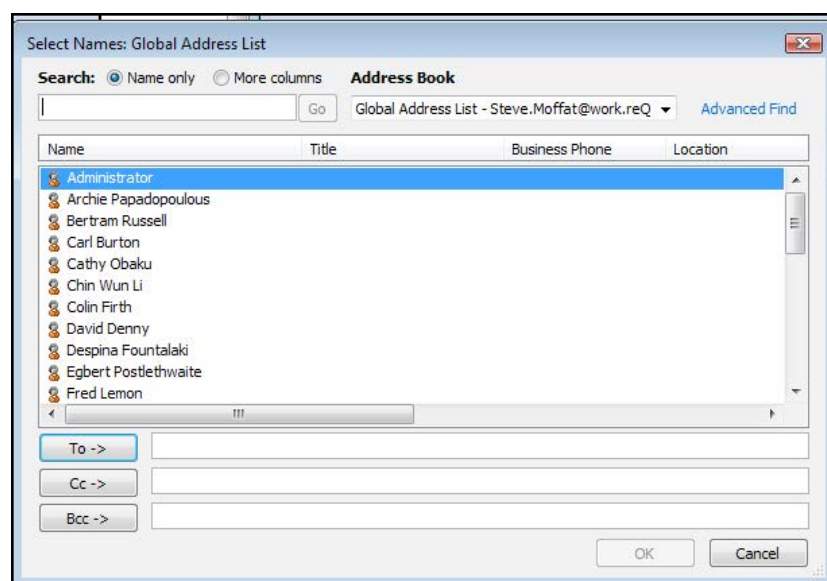 Select Names: Global Address List
Search: Name only More columns Address Book
Go Global Address List - Steve.Moffat@work.reQ Advanced Find
Name Title Business Phone Location
Administrator
Archie Papadopoulous
Bertram Russell
Carl Burton
Cathy Obaku
Chin Wun Li
Colin Firth
David Denny
Despina Fountalaki
Egbert Postlethwaite
Fred Lemon
To ->
Cc ->
Bcc ->
OK Cancel